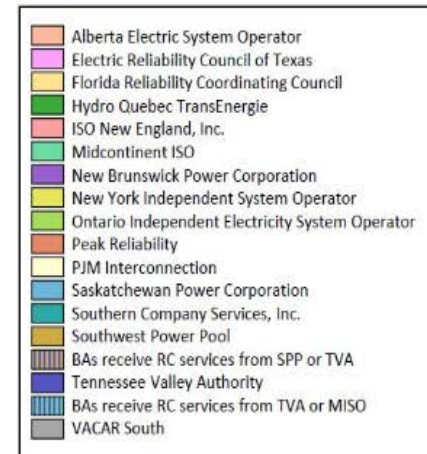 Alberta Electric System Operator
Electric Reliability Council of Texas
Florida Reliability Coordinating Council
Hydro Quebec TransEnergie
ISO New England, Inc.
Midcontinent ISO
New Brunswick Power Corporation
New York Independent System Operator
Ontario Independent Electricity System Operator
Peak Reliability
PJM Interconnection
Saskatchewan Power Corporation
Southern Company Services, Inc.
Southwest Power Pool
BAs receive RC services from SPP or TVA
Tennessee Valley Authority
BAs receive RC services from TVA or MISO
VACAR South